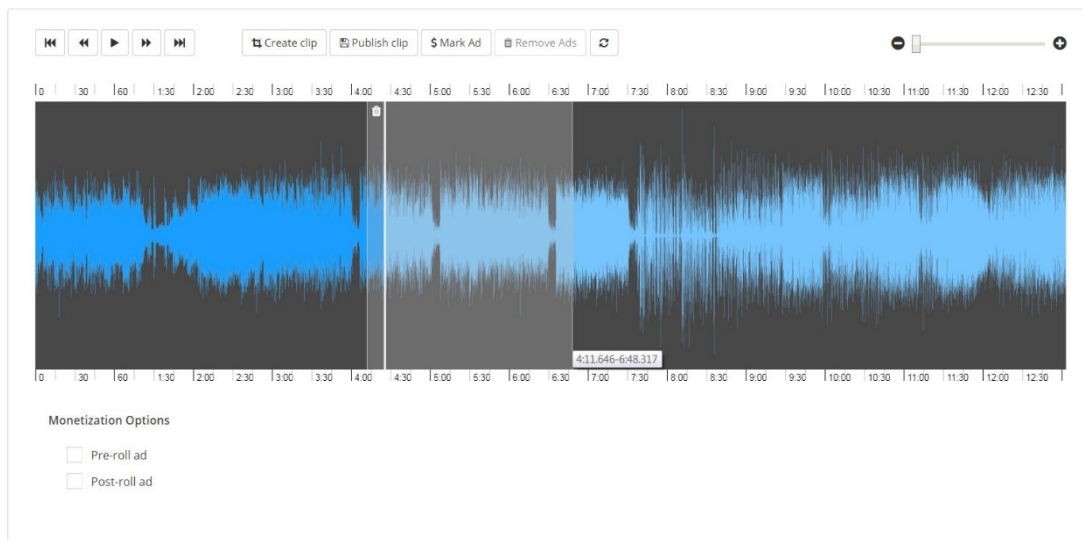 Create clip Publish clip $ Mark Ad Remove Ads
0 30 60 1:30 2:00 2:30 3:00 3:30 4:00 4:30 5:00 5:30 6:00 6:30 7:00 7:30 8:00 8:30 9:00 9:30 10:00 10:30 11:00 11:30 12:00 12:30
4:11.646-6:48.317
0 30 60 1:30 2:00 2:30 3:00 3:30 4:00 4:30 5:00 5:30 6:00 6:30 7:00 7:30 8:00 8:30 9:00 9:30 10:00 10:30 11:00 11:30 12:00 12:30
Monetization Options
Pre-roll ad
Post-roll ad